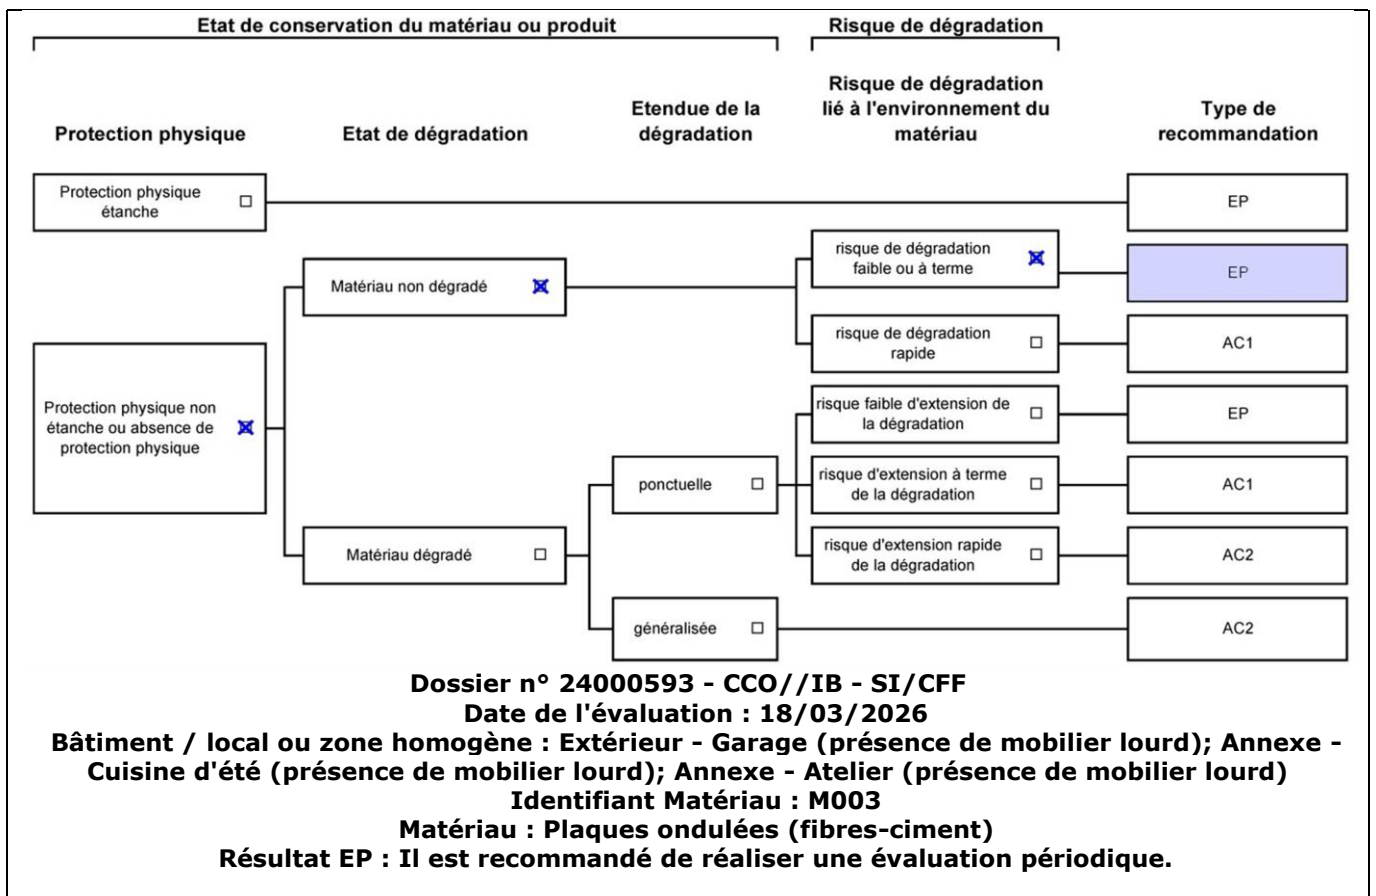 Etat de conservation du matériau ou produit
Risque de dégradation
Protection physique
Etat de dégradation
Etendue de la
dégradation
Risque de dégradation
lié à l'environnement du
matériau
Type de
recommandation
Protection physique
étanche
EP
risque de dégradation
faible ou à terme
EP
Matériau non dégradé
risque de dégradation
rapide
AC1
Protection physique non
étanche ou absence de
protection physique
risque faible d'extension de
la dégradation
EP
ponctuelle
risque d'extension à terme
de la dégradation
AC1
Matériau dégradé
risque d'extension rapide
de la dégradation
AC2
généralisée
AC2
Dossier n° 24000593 - CCO//IB - SI/CFF
Date de l'évaluation : 18/03/2026
Bâtiment / local ou zone homogène : Extérieur - Garage (présence de mobilier lourd); Annexe -
Cuisine d'été (présence de mobilier lourd); Annexe - Atelier (présence de mobilier lourd)
Identifiant Matériau : M003
Matériau : Plaques ondulées (fibres-ciment)
Résultat EP : Il est recommandé de réaliser une évaluation périodique.